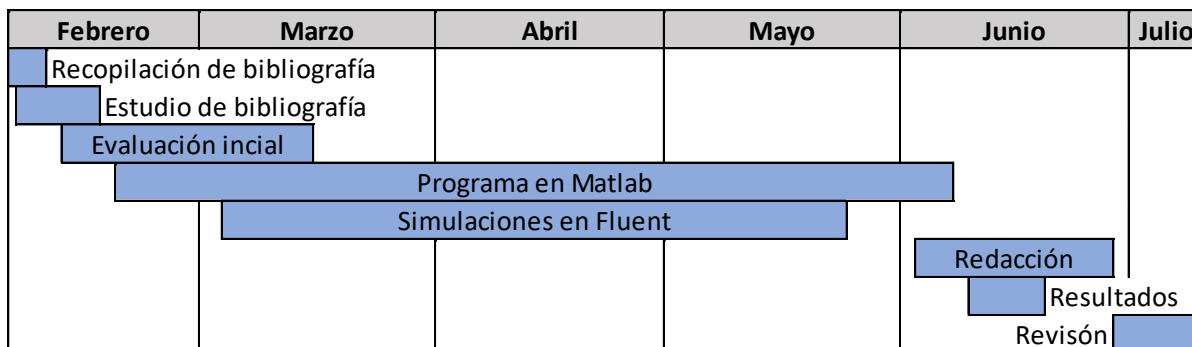 Febrero Marzo Abril Mayo Junio Julio
Recopilación de bibliografía
Estudio de bibliografía
Evaluación incial
Programa en Matlab
Simulaciones en Fluent
Redacción
Resultados
Revisón